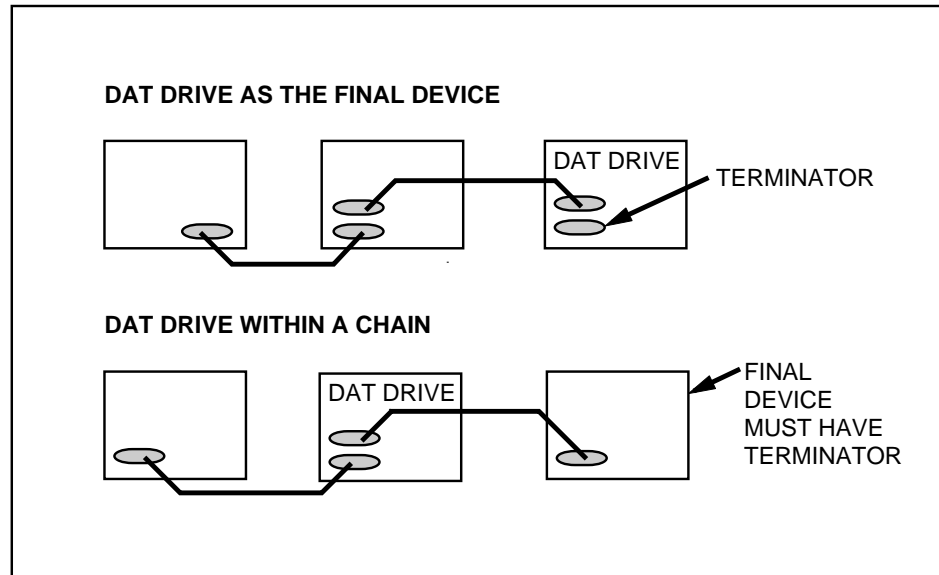 DAT DRIVE AS THE FINAL DEVICE
DAT DRIVE
TERMINATOR
DAT DRIVE WITHIN A CHAIN
DAT DRIVE
FINAL
DEVICE
MUST HAVE
TERMINATOR